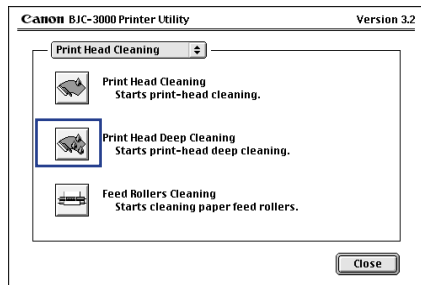 Canon BJC-3000 Printer Utility Version 3.2
Print Head Cleaning
Print Head Cleaning
Starts print-head cleaning.
Print Head Deep Cleaning
Starts print-head deep cleaning.
Feed Rollers Cleaning
Starts cleaning paper feed rollers.
Close